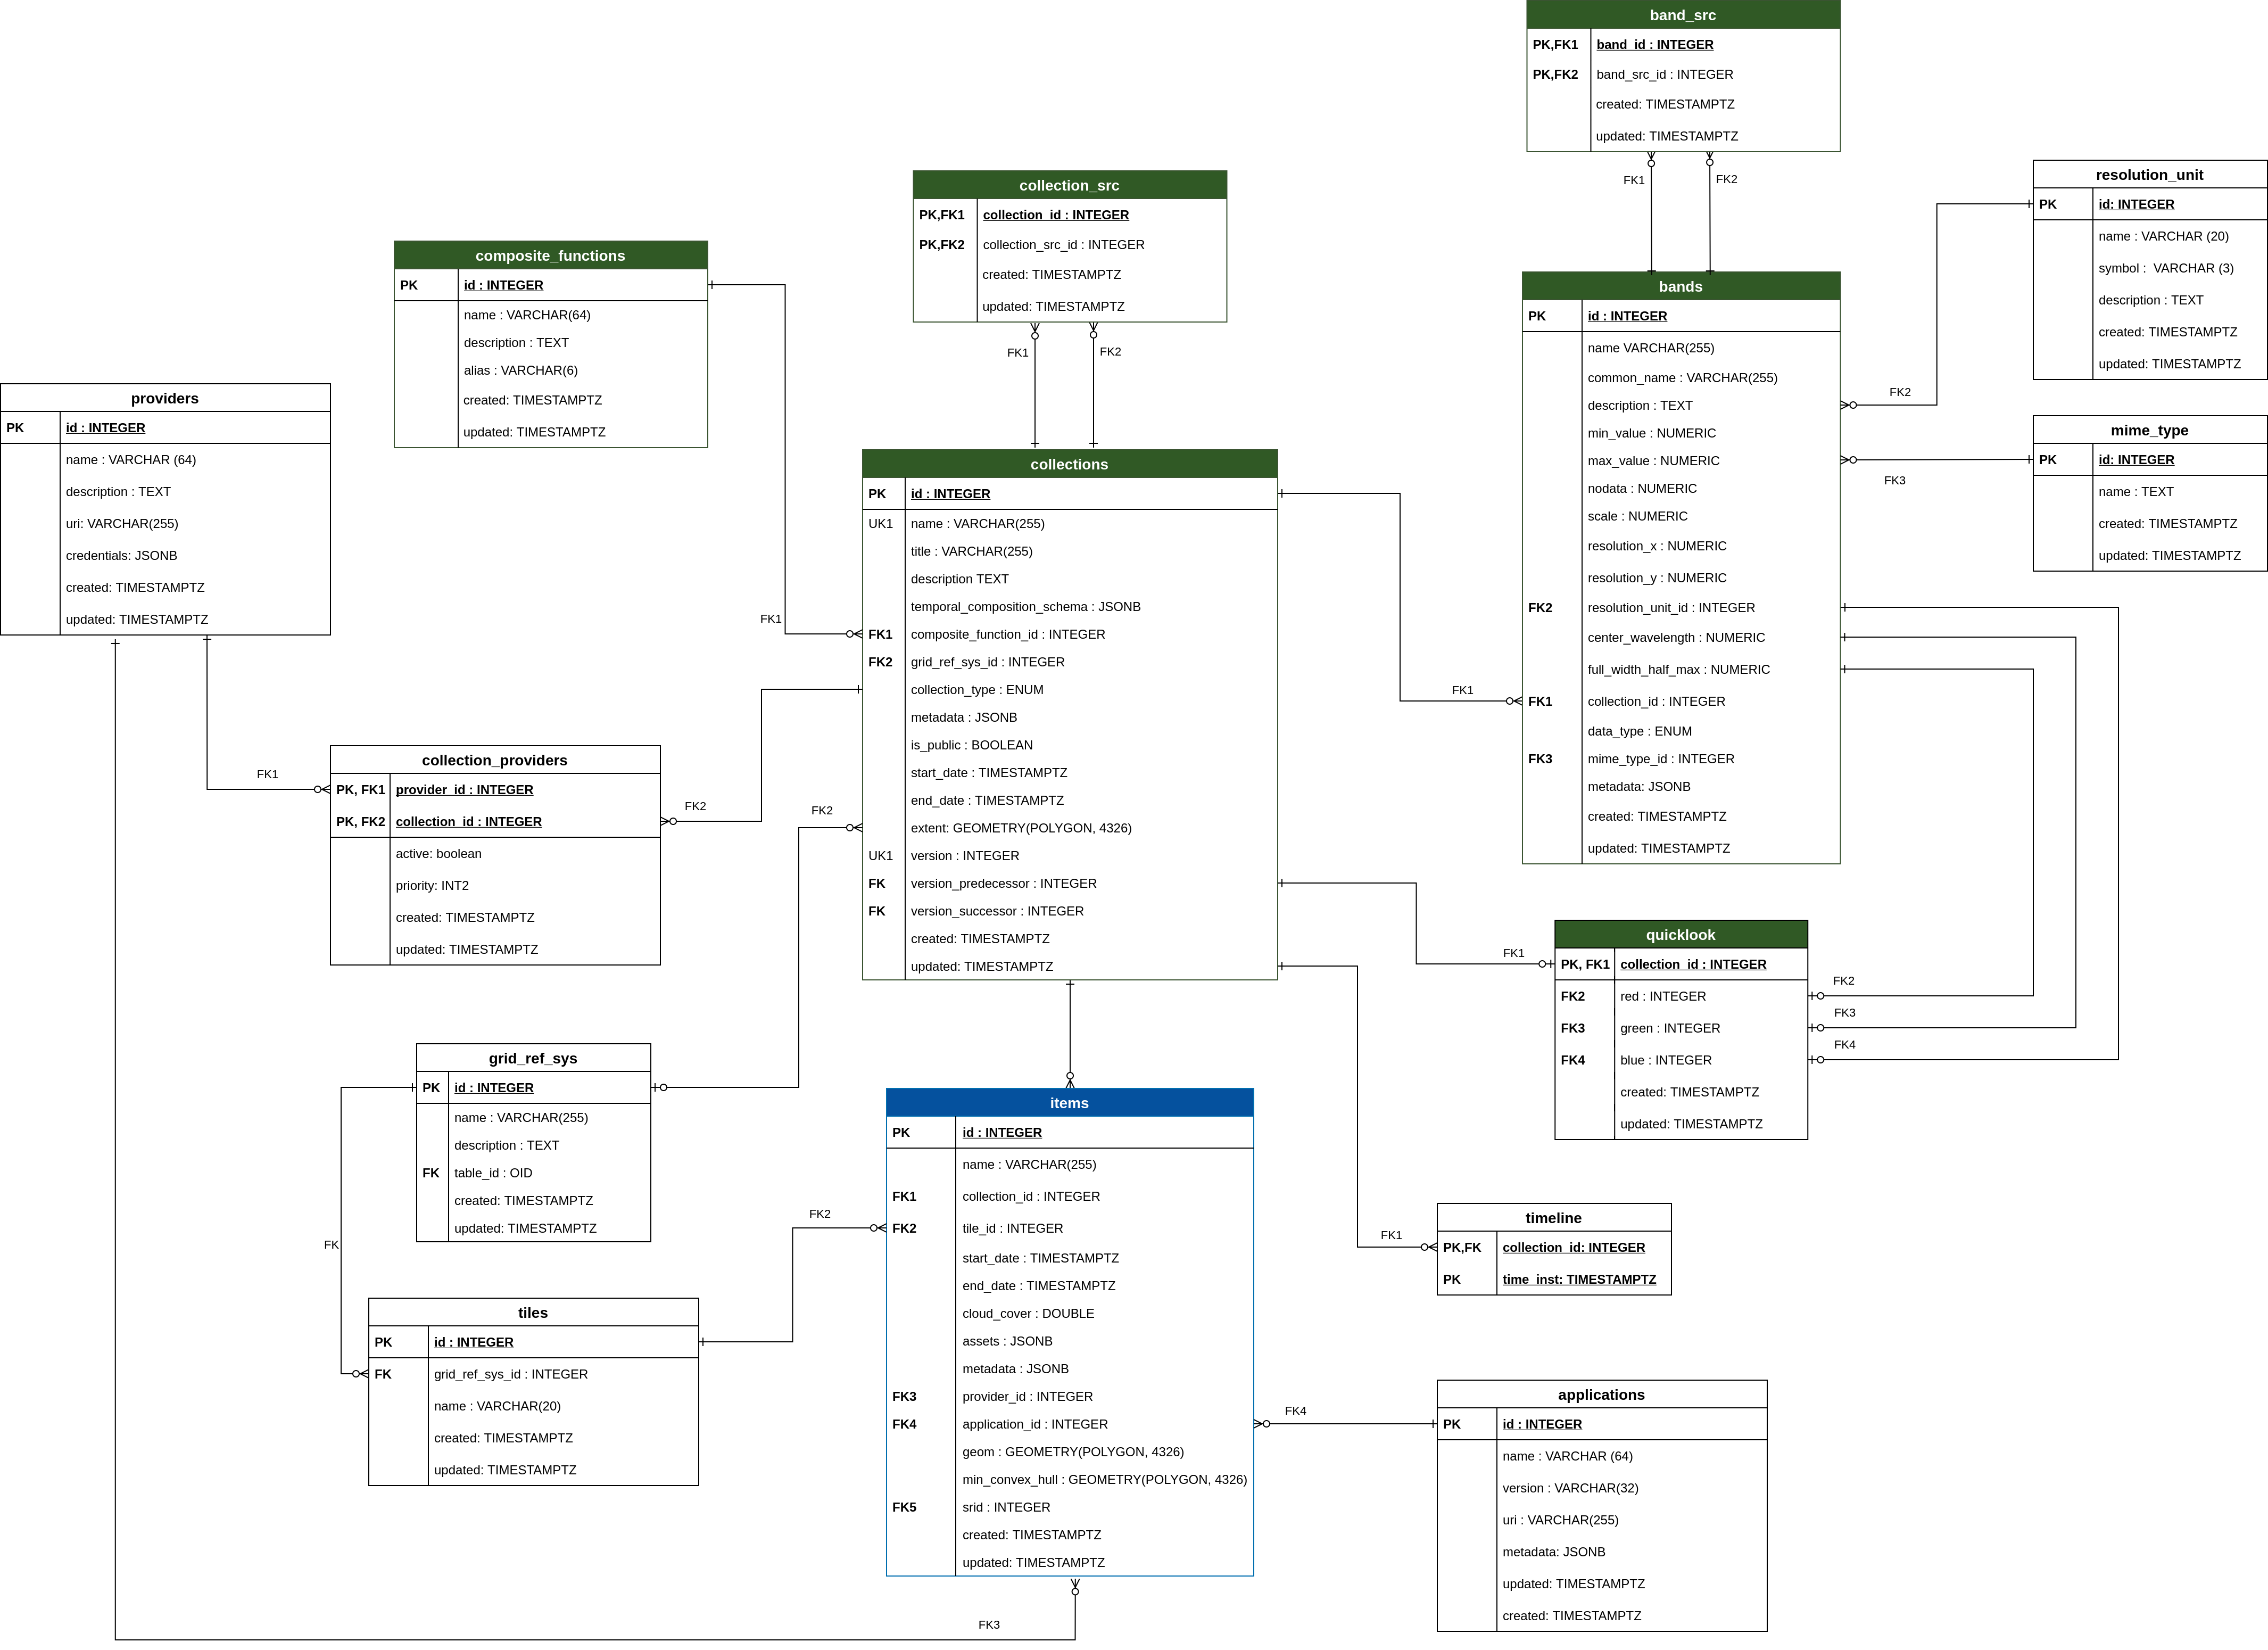 band_src
PK,FK1 band_id : INTEGER
PK,FK2 band_src_id : INTEGER
created: TIMESTAMPTZ
updated: TIMESTAMPTZ
FK1
FK2
collection_src
PK,FK1 collection_id : INTEGER
PK,FK2 collection_src_id : INTEGER
created: TIMESTAMPTZ
updated: TIMESTAMPTZ
FK1
FK2
resolution_unit
PK id: INTEGER
name : VARCHAR (20)
symbol :  VARCHAR (3)
description : TEXT
created: TIMESTAMPTZ
updated: TIMESTAMPTZ
FK2
composite_functions
PK id : INTEGER
name : VARCHAR(64)
description : TEXT
alias : VARCHAR(6)
created: TIMESTAMPTZ
updated: TIMESTAMPTZ
FK1
bands
PK id : INTEGER
name VARCHAR(255)
common_name : VARCHAR(255)
description : TEXT
min_value : NUMERIC
max_value : NUMERIC
nodata : NUMERIC
scale : NUMERIC
resolution_x : NUMERIC
resolution_y : NUMERIC
FK2 resolution_unit_id : INTEGER
center_wavelength : NUMERIC
full_width_half_max : NUMERIC
FK1 collection_id : INTEGER
data_type : ENUM
FK3 mime_type_id : INTEGER
metadata: JSONB
created: TIMESTAMPTZ
updated: TIMESTAMPTZ
FK1
mime_type
PK id: INTEGER
name : TEXT
created: TIMESTAMPTZ
updated: TIMESTAMPTZ
FK3
providers
PK id : INTEGER
name : VARCHAR (64)
description : TEXT
uri: VARCHAR(255)
credentials: JSONB
created: TIMESTAMPTZ
updated: TIMESTAMPTZ
FK1
collections
PK id : INTEGER
UK1 name : VARCHAR(255)
title : VARCHAR(255)
description TEXT
temporal_composition_schema : JSONB
FK1 composite_function_id : INTEGER
FK2 grid_ref_sys_id : INTEGER
collection_type : ENUM
metadata : JSONB
is_public : BOOLEAN
start_date : TIMESTAMPTZ
end_date : TIMESTAMPTZ
extent: GEOMETRY(POLYGON, 4326)
UK1 version : INTEGER
FK version_predecessor : INTEGER
FK version_successor : INTEGER
created: TIMESTAMPTZ
updated: TIMESTAMPTZ
collection_providers
PK, FK1 provider_id : INTEGER
PK, FK2 collection_id : INTEGER
active: boolean
priority: INT2
created: TIMESTAMPTZ
updated: TIMESTAMPTZ
FK2
FK2
quicklook
PK, FK1 collection_id : INTEGER
FK2 red : INTEGER
FK3 green : INTEGER
FK4 blue : INTEGER
created: TIMESTAMPTZ
updated: TIMESTAMPTZ
FK1
FK2
FK3
FK4
grid_ref_sys
PK id : INTEGER
name : VARCHAR(255)
description : TEXT
FK table_id : OID
created: TIMESTAMPTZ
updated: TIMESTAMPTZ
FK
items
PK id : INTEGER
name : VARCHAR(255)
FK1 collection_id : INTEGER
FK2 tile_id : INTEGER
start_date : TIMESTAMPTZ
end_date : TIMESTAMPTZ
cloud_cover : DOUBLE
assets : JSONB
metadata : JSONB
FK3 provider_id : INTEGER
FK4 application_id : INTEGER
geom : GEOMETRY(POLYGON, 4326)
min_convex_hull : GEOMETRY(POLYGON, 4326)
FK5 srid : INTEGER
created: TIMESTAMPTZ
updated: TIMESTAMPTZ
FK2
timeline
PK,FK collection_id: INTEGER
PK time_inst: TIMESTAMPTZ
FK1
tiles
PK id : INTEGER
FK grid_ref_sys_id : INTEGER
name : VARCHAR(20)
created: TIMESTAMPTZ
updated: TIMESTAMPTZ
applications
PK id : INTEGER
name : VARCHAR (64)
version : VARCHAR(32)
uri : VARCHAR(255)
metadata: JSONB
updated: TIMESTAMPTZ
created: TIMESTAMPTZ
FK4
FK3